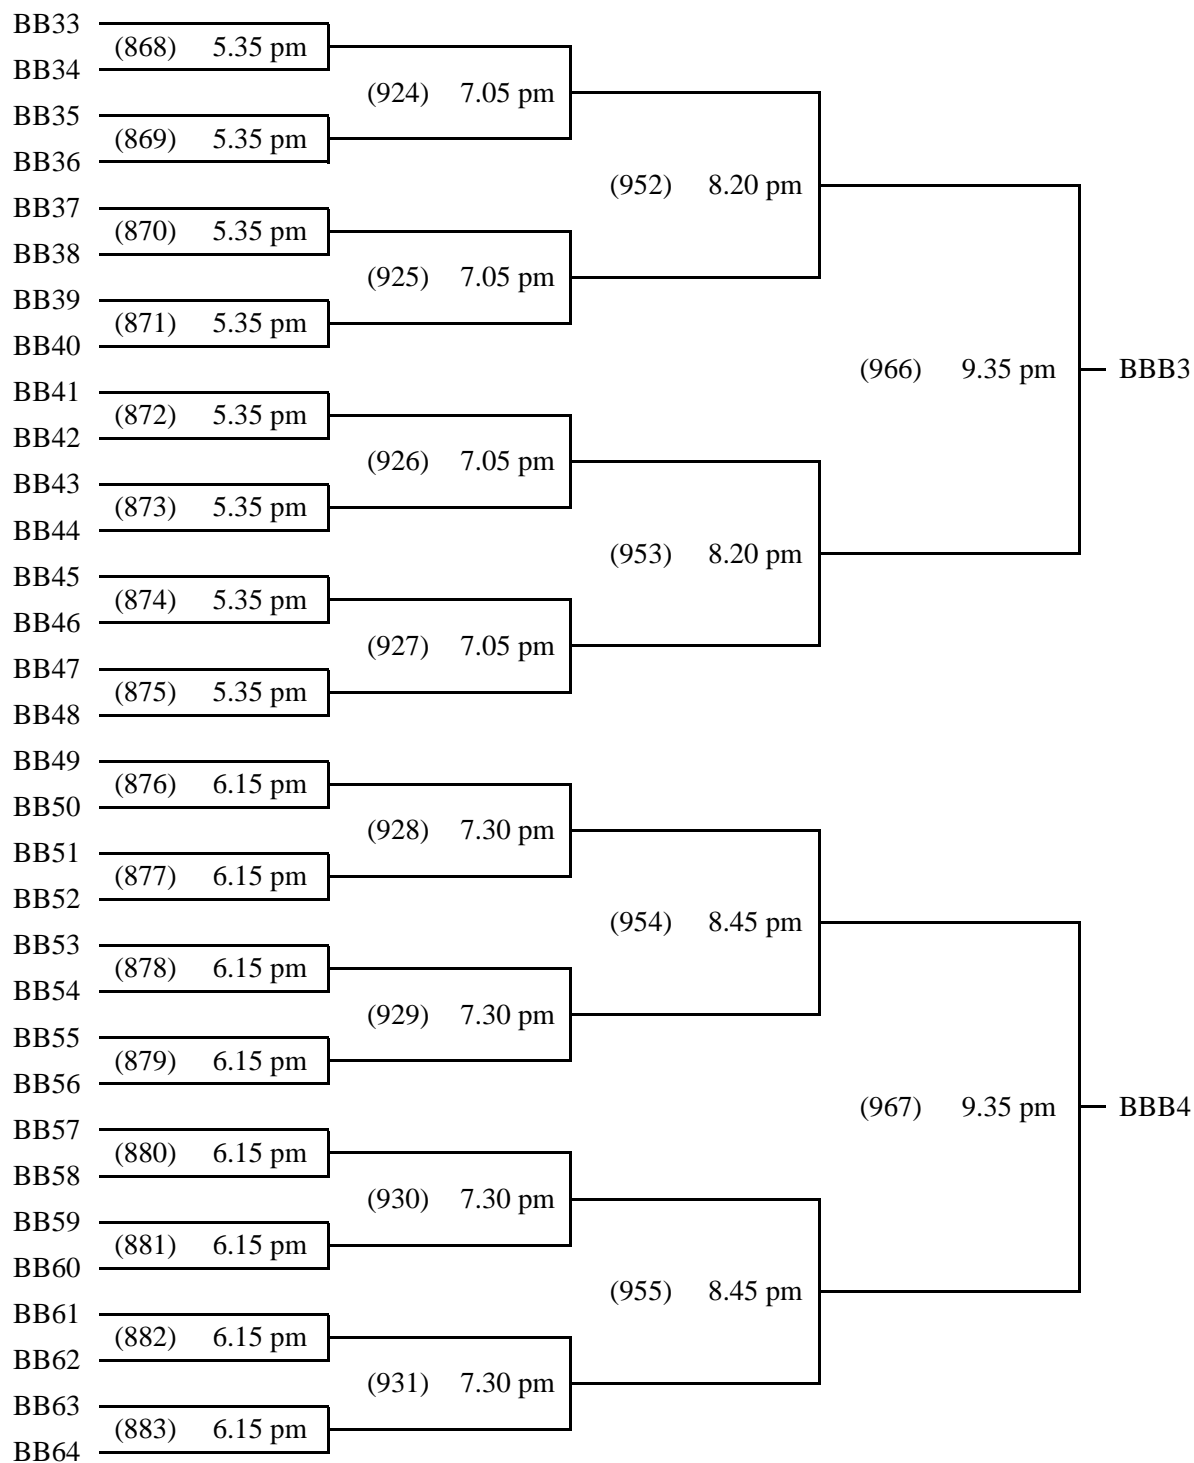 BB33
(868) 5.35 pm
BB34
(924) 7.05 pm
BB35
(869) 5.35 pm
BB36
(952) 8.20 pm
BB37
(870) 5.35 pm
BB38
(925) 7.05 pm
BB39
(871) 5.35 pm
BB40
(966) 9.35 pm BBB3
BB41
(872) 5.35 pm
BB42
(926) 7.05 pm
BB43
(873) 5.35 pm
BB44
(953) 8.20 pm
BB45
(874) 5.35 pm
BB46
(927) 7.05 pm
BB47
(875) 5.35 pm
BB48
BB49
(876) 6.15 pm
BB50
(928) 7.30 pm
BB51
(877) 6.15 pm
BB52
(954) 8.45 pm
BB53
(878) 6.15 pm
BB54
(929) 7.30 pm
BB55
(879) 6.15 pm
BB56
(967) 9.35 pm BBB4
BB57
(880) 6.15 pm
BB58
(930) 7.30 pm
BB59
(881) 6.15 pm
BB60
(955) 8.45 pm
BB61
(882) 6.15 pm
BB62
(931) 7.30 pm
BB63
(883) 6.15 pm
BB64